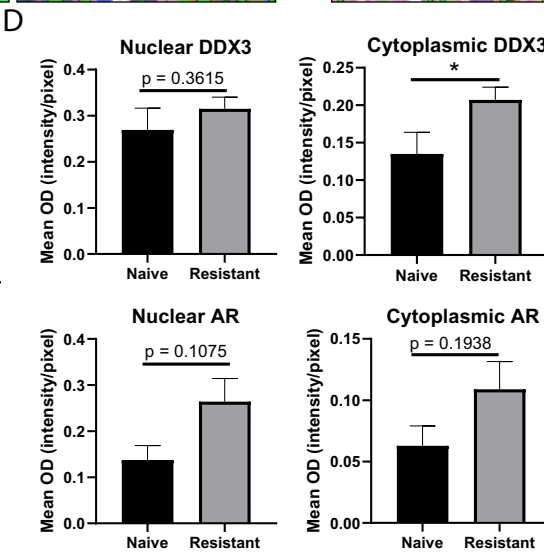 D
Nuclear DDX3
Mean OD (intensity/pixel)
0.4
0.3
0.2
0.1
0.0
p = 0.3615
Naive Resistant
Cytoplasmic DDX3
Mean OD (intensity/pixel)
0.25
0.20
0.15
0.10
0.05
0.00
*
Naive Resistant
Nuclear AR
Mean OD (intensity/pixel)
0.4
0.3
0.2
0.1
0.0
p = 0.1075
Naive Resistant
Cytoplasmic AR
Mean OD (intensity/pixel)
0.15
0.10
0.05
0.00
p = 0.1938
Naive Resistant